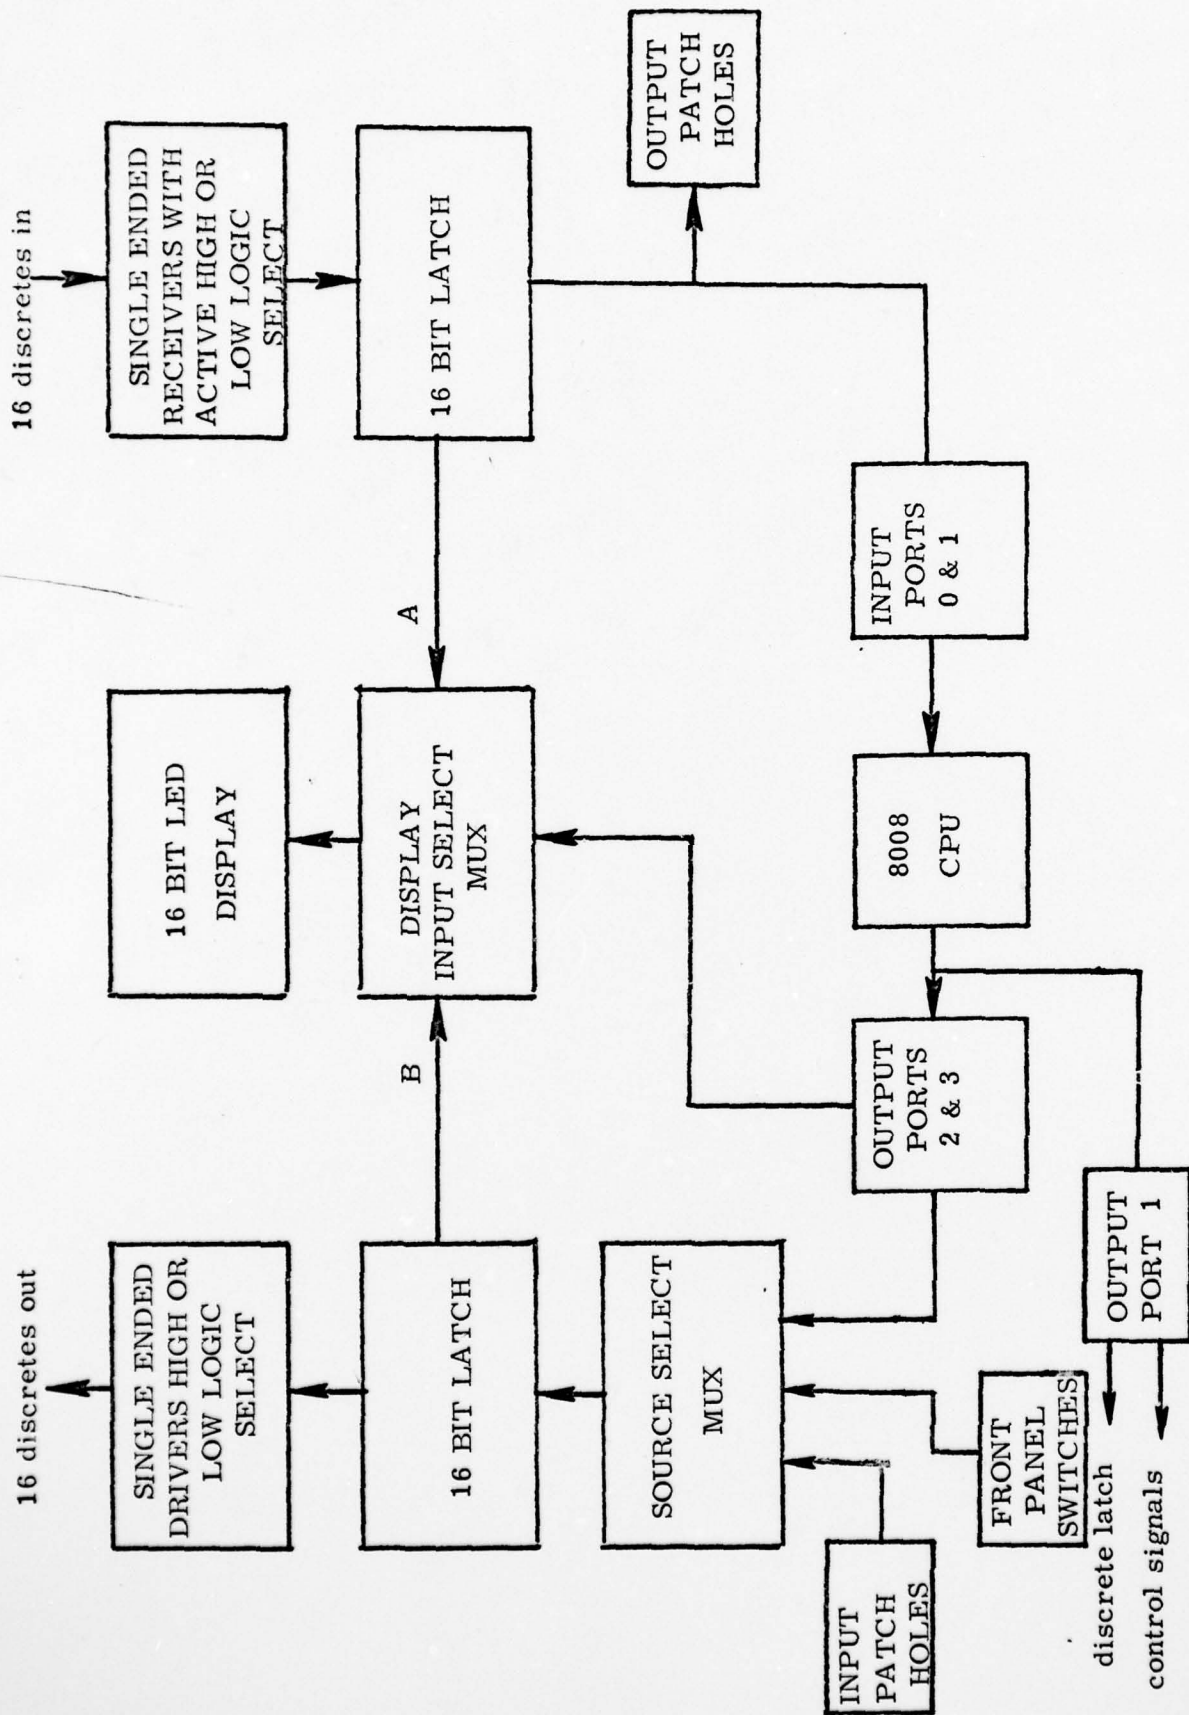 16 discretes out
16 discretes in
SINGLE ENDED
DRIVERS HIGH OR
LOW LOGIC
SELECT
16 BIT LED
DISPLAY
SINGLE ENDED
RECEIVERS WITH
ACTIVE HIGH OR
LOW LOGIC
SELECT
16 BIT LATCH
B
DISPLAY
INPUT SELECT
MUX
A
16 BIT LATCH
SOURCE SELECT
MUX
OUTPUT
PATCH
HOLES
INPUT
PATCH
HOLES
FRONT
PANEL
SWITCHES
OUTPUT
PORTS
2 & 3
8008
CPU
INPUT
PORTS
0 & 1
OUTPUT
PORT 1
discrete latch
control signals